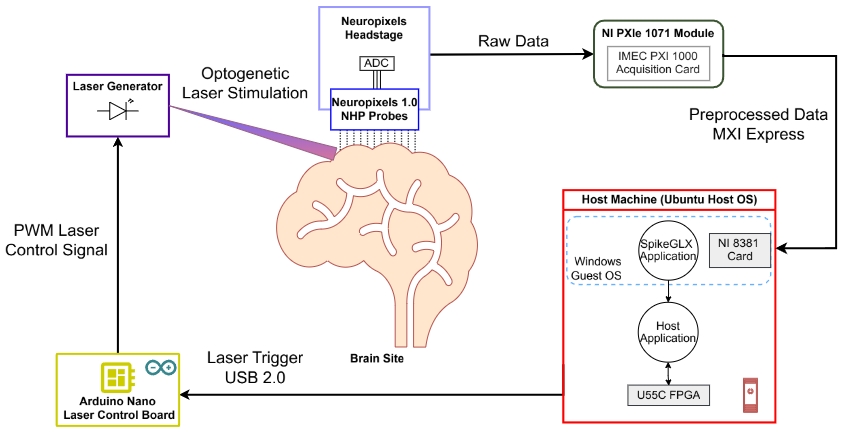 Neuropixels
Headstage
ADC
Neuropixels 1.0
NHP Probes
Raw Data
NI PXIe 1071 Module
IMEC PXI 1000
Acquisition Card
Optogenetic
Laser Stimulation
Laser Generator
Preprocessed Data
MXI Express
PWM Laser
Control Signal
Host Machine (Ubuntu Host OS)
SpikeGLX
Application
NI 8381
Card
Windows
Guest OS
Host
Application
U55C FPGA
Brain Site
Laser Trigger
USB 2.0
Arduino Nano
Laser Control Board